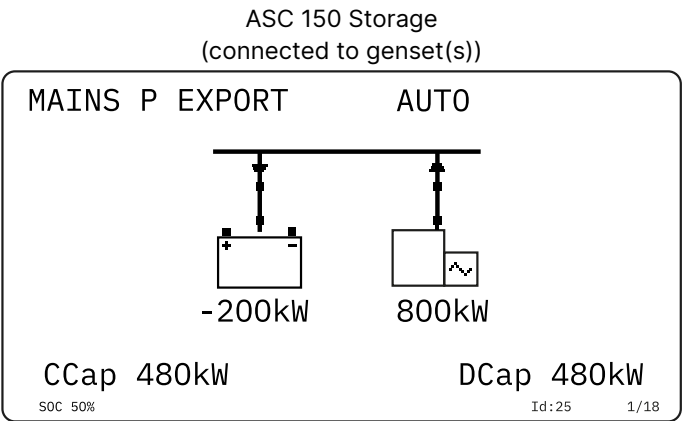 ASC 150 Storage
(connected to genset(s))
MAINS P EXPORT AUTO
+ −
-200kW 800kW
CCap 480kW DCap 480kW
SOC 50% Id:25 1/18